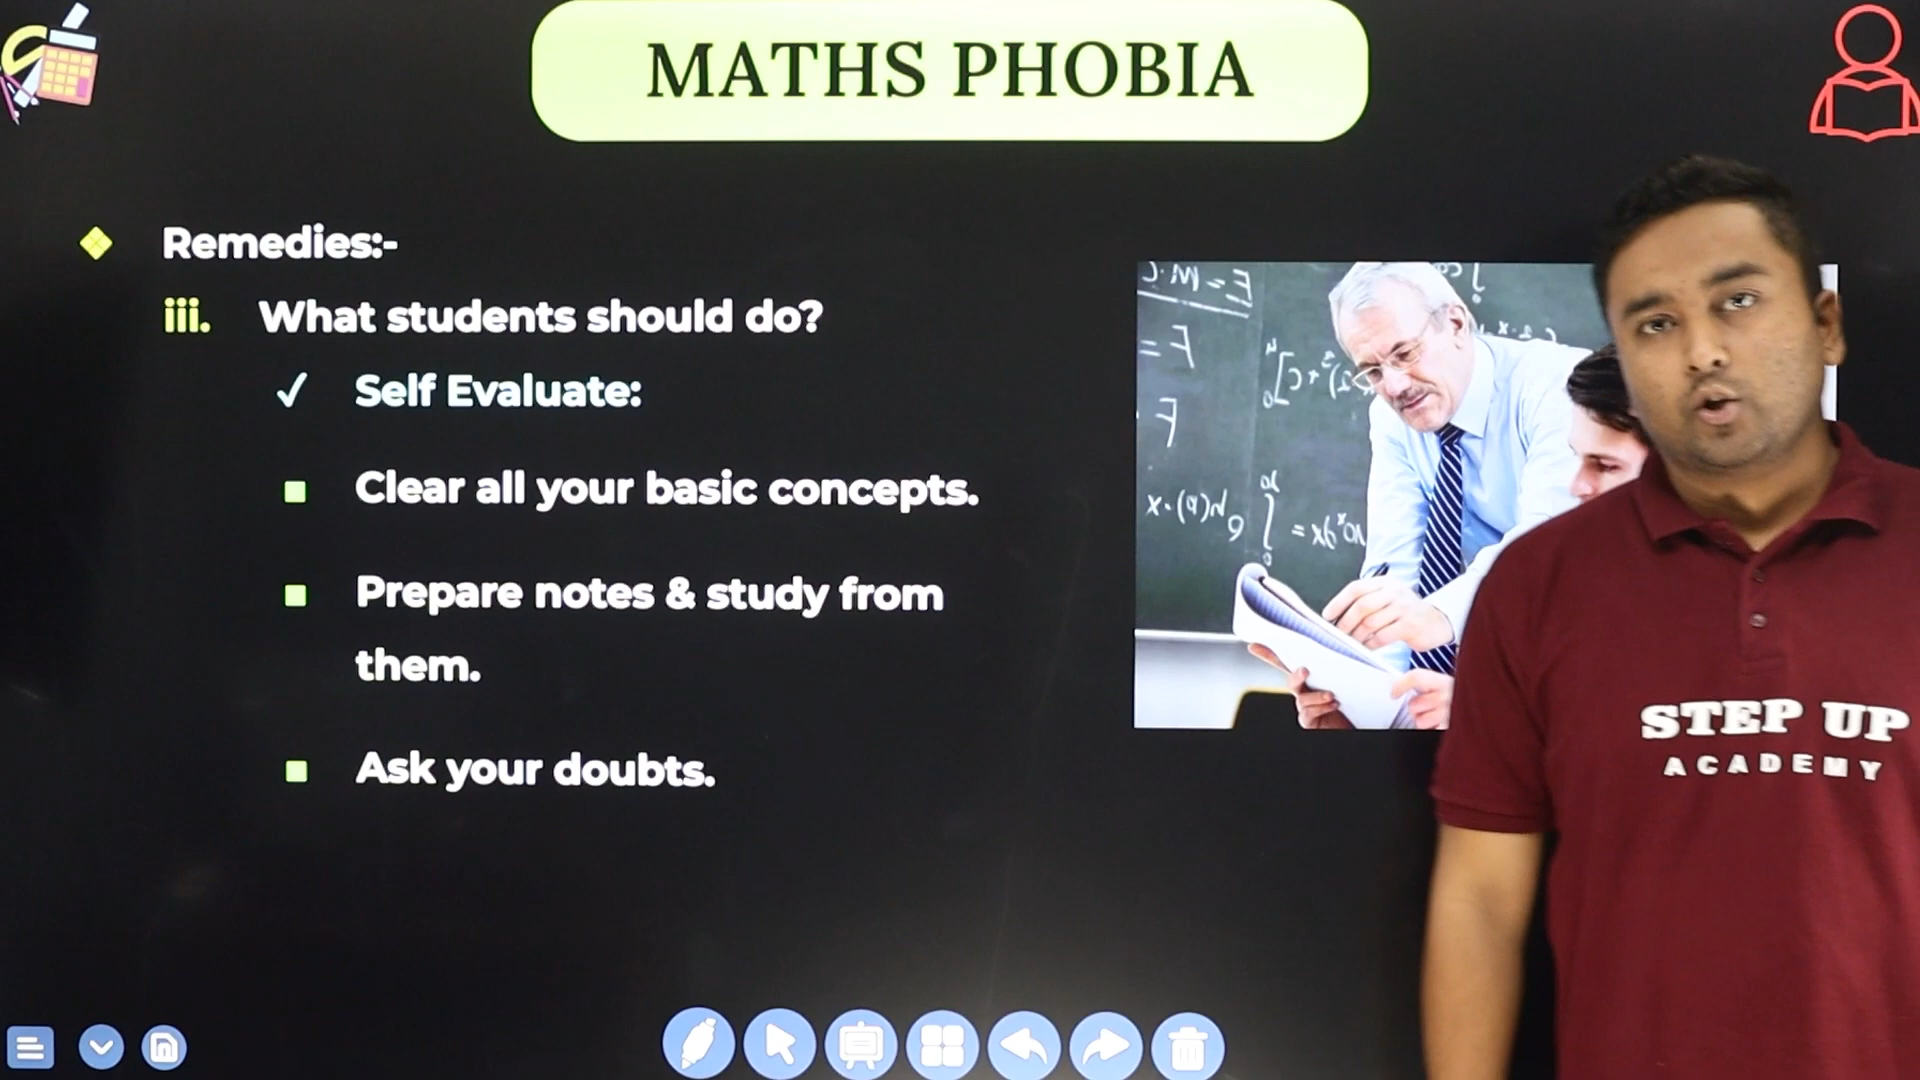 MATHS PHOBIA
Remedies:-
iii. What students should do?
✓ Self Evaluate:
Clear all your basic concepts.
Prepare notes & study from
them.
Ask your doubts.
STEP UP
ACADEMY